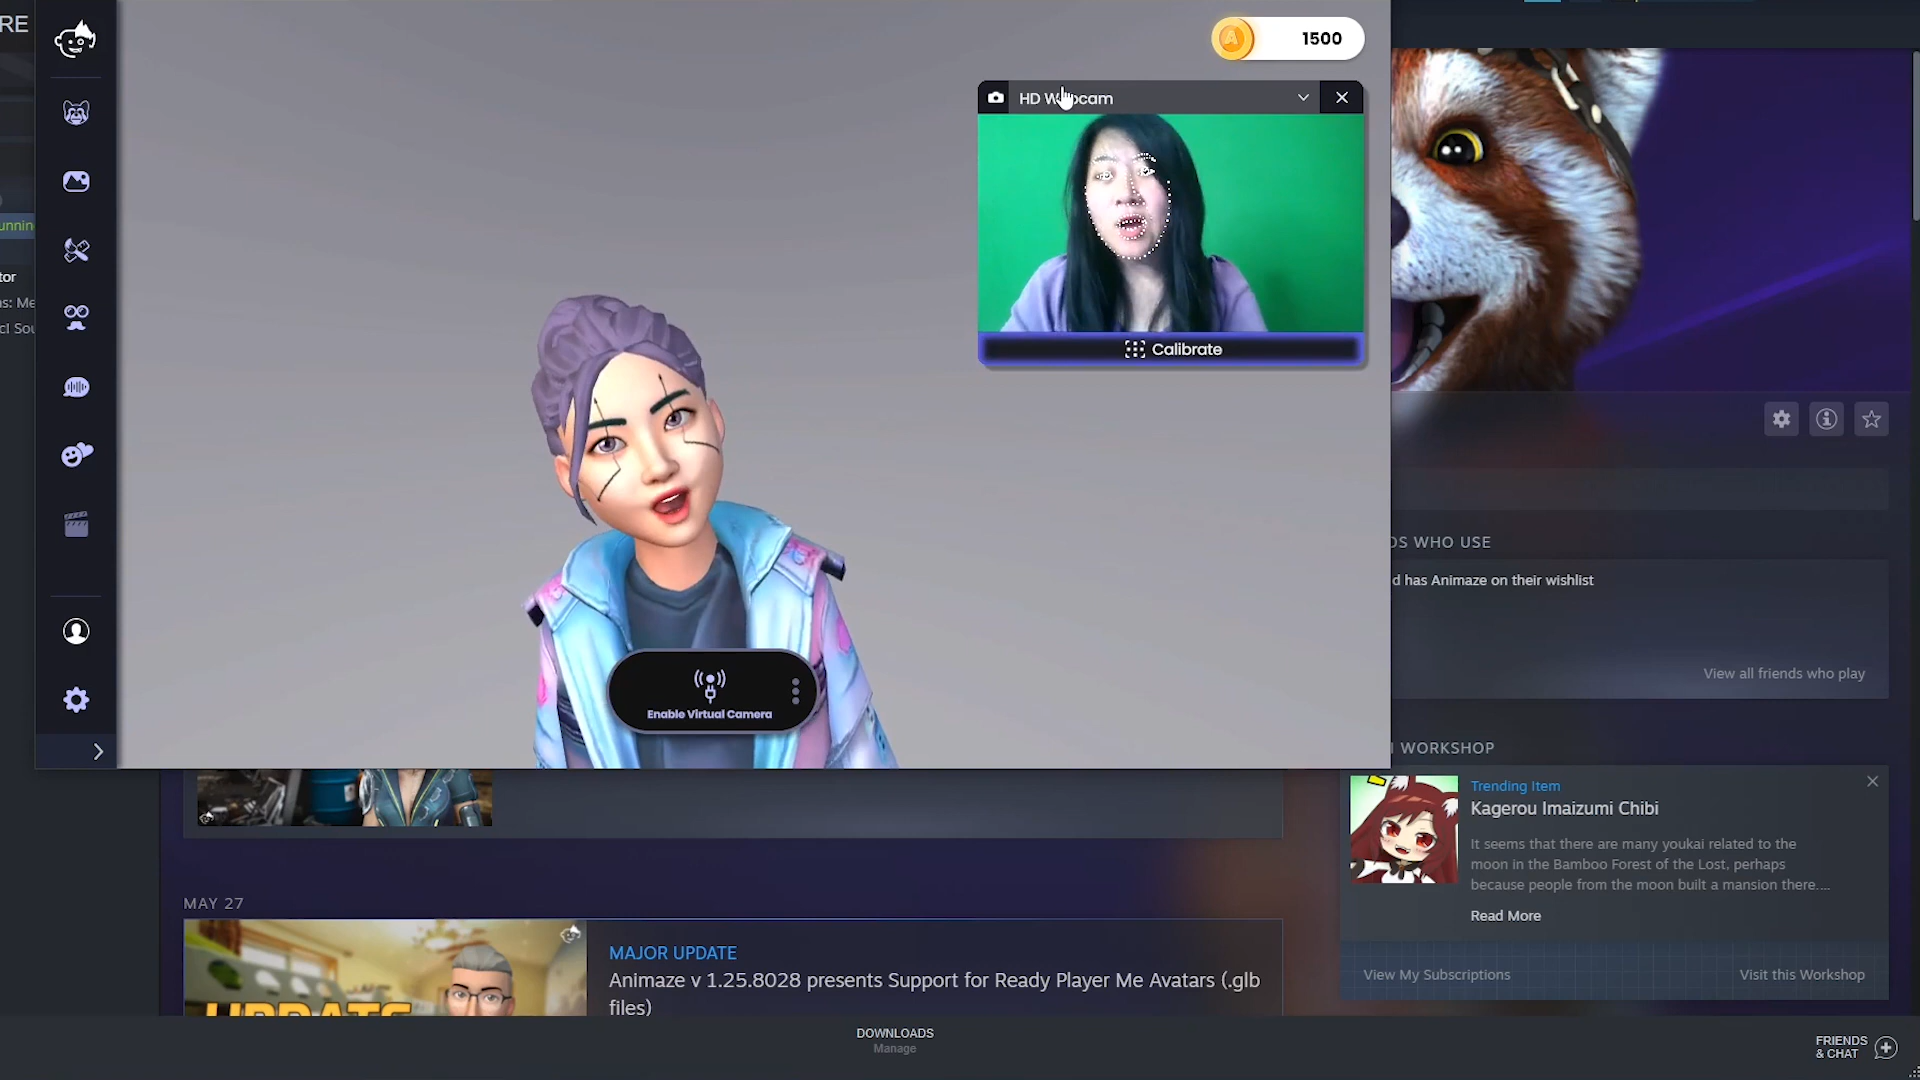 RE
1500
HD Webcam
Calibrate
Enable Virtual Camera
tor
s: Me
WHO USE
d has Animaze on their wishlist
View all friends who play
WORKSHOP
Trending Item
Kagerou Imaizumi Chibi
It seems that there are many youkai related to the
moon in the Bamboo Forest of the Lost, perhaps
because people from the moon built a mansion there....
Read More
View My Subscriptions
Visit this Workshop
MAY 27
MAJOR UPDATE
Animaze v 1.25.8028 presents Support for Ready Player Me Avatars (.glb
files)
UPDATE
DOWNLOADS
Manage
FRIENDS
& CHAT